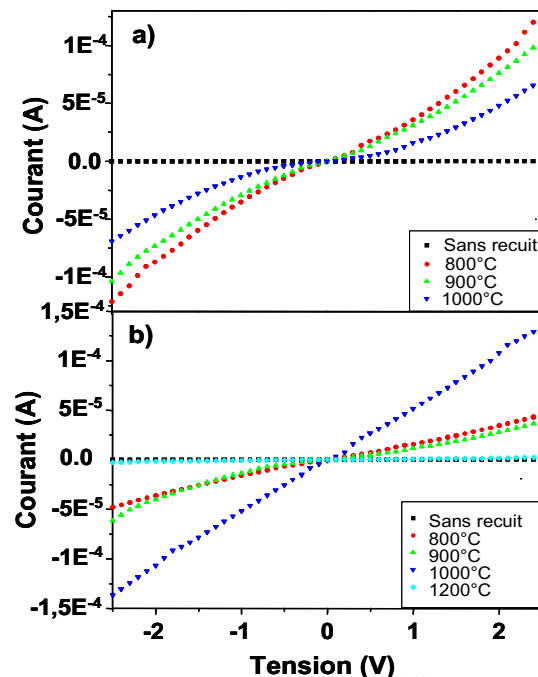 a)
1E⁻⁴
5E⁻⁵
0.0
-5E⁻⁵
-1E⁻⁴
Courant (A)
Sans recuit
800°C
900°C
1000°C
b)
1,5E⁻⁴
1E⁻⁴
5E⁻⁵
0.0
-5E⁻⁵
-1E⁻⁴
-1,5E⁻⁴
Courant (A)
Sans recuit
800°C
900°C
1000°C
1200°C
-2 -1 0 1 2
Tension (V)